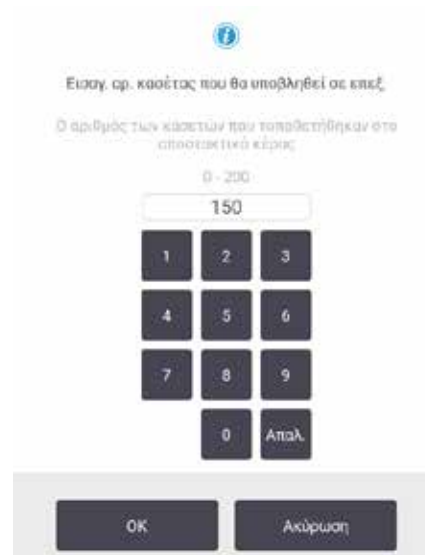 Εισαγ. αρ. κασέτας που θα υποβληθεί σε επεξ.
Ο αριθμός των κασετών που τοποθετήθηκαν στο
αποστακτικό κέρας
0 - 200
150
1 2 3
4 5 6
7 8 9
0 Απαλ.
OK Ακύρωση